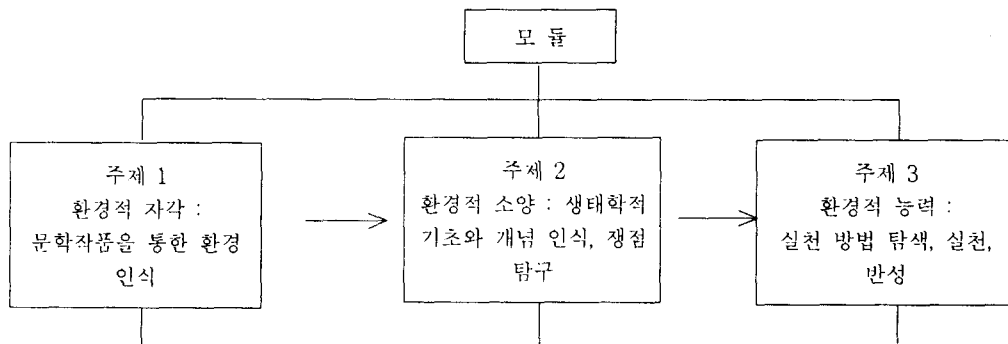 모 듈
주제 1
환경적 자각 :
문학작품을 통한 환경
인식
주제 2
환경적 소양 : 생태학적
기초와 개념 인식, 쟁점
탐구
주제 3
환경적 능력 :
실천 방법 탐색, 실천,
반성